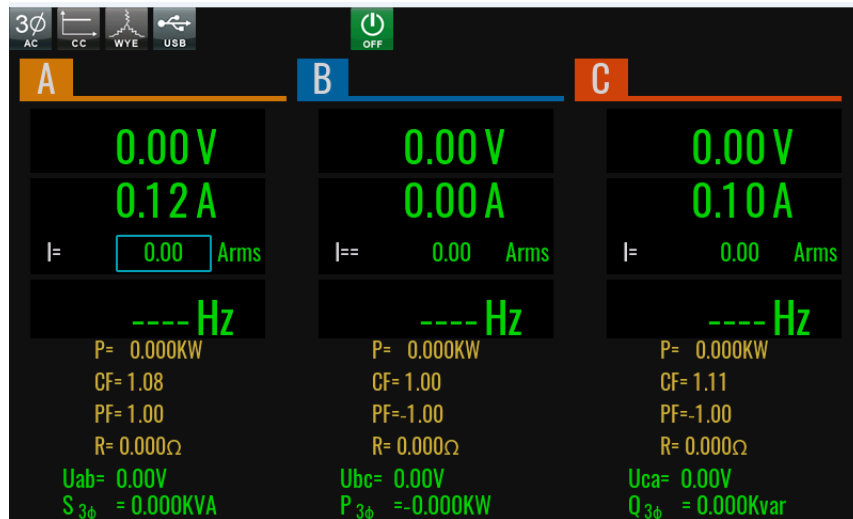 3Ø AC CC WYE USB OFF
A B C
0.00 V 0.00 V 0.00 V
0.12 A 0.00 A 0.10 A
I= 0.00 Arms I== 0.00 Arms I= 0.00 Arms
---- Hz ---- Hz ---- Hz
P= 0.000KW P= 0.000KW P= 0.000KW
CF= 1.08 CF= 1.00 CF= 1.11
PF= 1.00 PF=-1.00 PF=-1.00
R= 0.000Ω R= 0.000Ω R= 0.000Ω
Uab= 0.00V Ubc= 0.00V Uca= 0.00V
S 3ϕ = 0.000KVA P 3ϕ =-0.000KW Q 3ϕ = 0.000Kvar